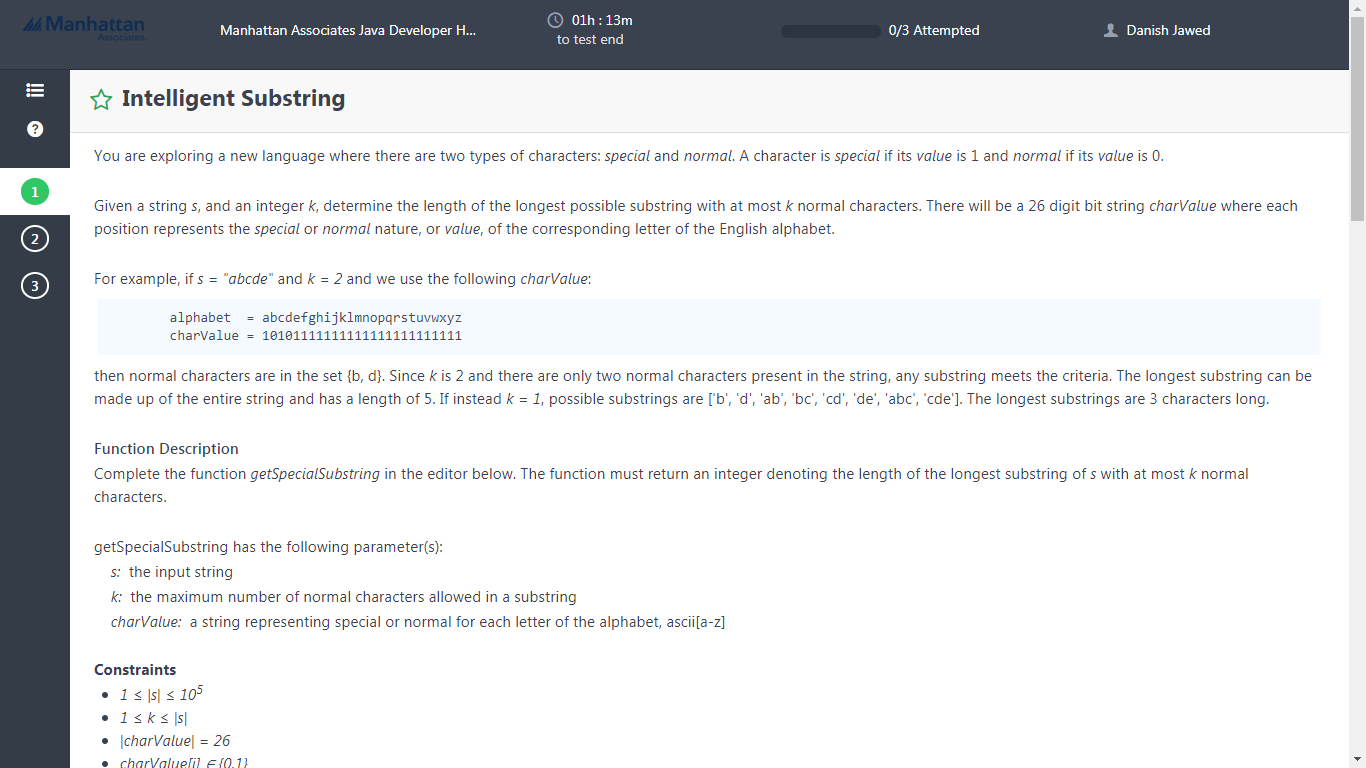 Manhattan
Associates
Manhattan Associates Java Developer H...
01h : 13m
to test end
0/3 Attempted
Danish Jawed
Intelligent Substring
1
2
3
You are exploring a new language where there are two types of characters: special and normal. A character is special if its value is 1 and normal if its value is 0.
Given a string s, and an integer k, determine the length of the longest possible substring with at most k normal characters. There will be a 26 digit bit string charValue where each
position represents the special or normal nature, or value, of the corresponding letter of the English alphabet.
For example, if s = "abcde" and k = 2 and we use the following charValue:
alphabet = abcdefghijklmnopqrstuvwxyz
charValue = 10101111111111111111111111
then normal characters are in the set {b, d}. Since k is 2 and there are only two normal characters present in the string, any substring meets the criteria. The longest substring can be
made up of the entire string and has a length of 5. If instead k = 1, possible substrings are ['b', 'd', 'ab', 'bc', 'cd', 'de', 'abc', 'cde']. The longest substrings are 3 characters long.
Function Description
Complete the function getSpecialSubstring in the editor below. The function must return an integer denoting the length of the longest substring of s with at most k normal
characters.
getSpecialSubstring has the following parameter(s):
s: the input string
k: the maximum number of normal characters allowed in a substring
charValue: a string representing special or normal for each letter of the alphabet, ascii[a-z]
Constraints
• 1 ≤ |s| ≤ 10⁵
• 1 ≤ k ≤ |s|
• |charValue| = 26
• charValue[i] ∈ {0,1}